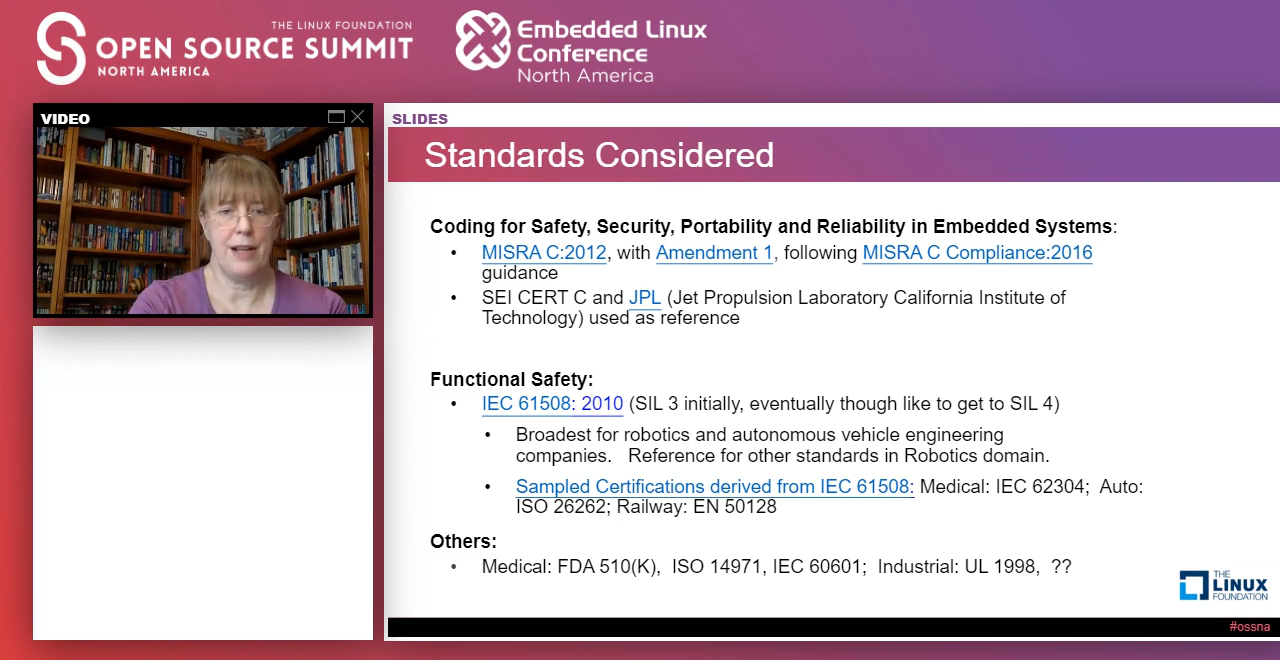 THE LINUX FOUNDATION
OPEN SOURCE SUMMIT
NORTH AMERICA
Embedded Linux
Conference
North America
VIDEO
SLIDES
Standards Considered
Coding for Safety, Security, Portability and Reliability in Embedded Systems:
• MISRA C:2012, with Amendment 1, following MISRA C Compliance:2016
guidance
• SEI CERT C and JPL (Jet Propulsion Laboratory California Institute of
Technology) used as reference
Functional Safety:
• IEC 61508: 2010 (SIL 3 initially, eventually though like to get to SIL 4)
• Broadest for robotics and autonomous vehicle engineering
companies. Reference for other standards in Robotics domain.
• Sampled Certifications derived from IEC 61508: Medical: IEC 62304; Auto:
ISO 26262; Railway: EN 50128
Others:
• Medical: FDA 510(K), ISO 14971, IEC 60601; Industrial: UL 1998, ??
THE
LINUX
FOUNDATION
#ossna